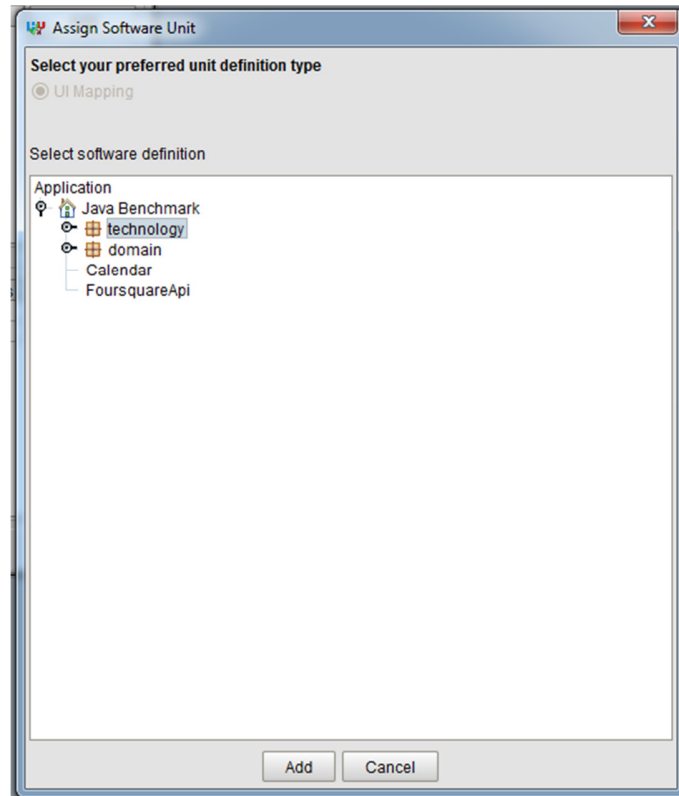 Assign Software Unit
Select your preferred unit definition type
UI Mapping
Select software definition
Application
Java Benchmark
technology
domain
Calendar
FoursquareApi
Add Cancel